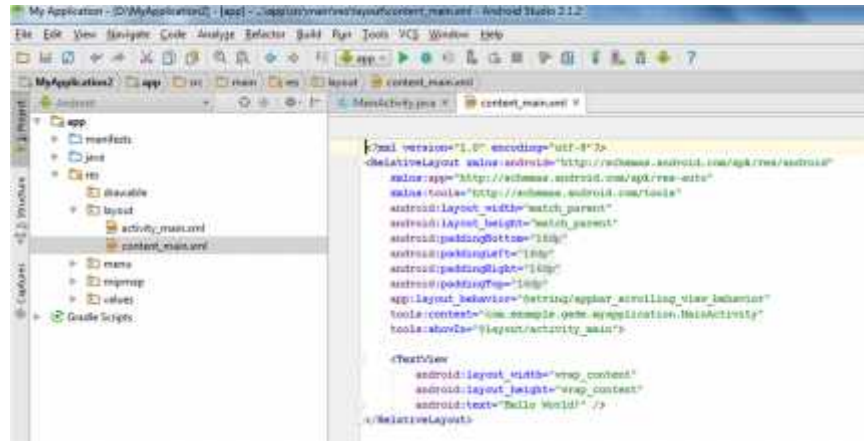 My Application - [D:\MyApplication2] - [app] - ...\app\src\main\res\layout\content_main.xml - Android Studio 2.1.2
File Edit View Navigate Code Analyze Refactor Build Run Tools VCS Window Help
app
MyApplication2 app src main res layout content_main.xml
Android
MainActivity.java content_main.xml
1: Project
Z: Structure
Captures
app
manifests
java
res
drawable
layout
activity_main.xml
content_main.xml
menu
mipmap
values
Gradle Scripts
<?xml version="1.0" encoding="utf-8"?>
<RelativeLayout xmlns:android="http://schemas.android.com/apk/res/android"
xmlns:app="http://schemas.android.com/apk/res-auto"
xmlns:tools="http://schemas.android.com/tools"
android:layout_width="match_parent"
android:layout_height="match_parent"
android:paddingBottom="16dp"
android:paddingLeft="16dp"
android:paddingRight="16dp"
android:paddingTop="16dp"
app:layout_behavior="@string/appbar_scrolling_view_behavior"
tools:context="com.example.gede.myapplication.MainActivity"
tools:showIn="@layout/activity_main">
<TextView
android:layout_width="wrap_content"
android:layout_height="wrap_content"
android:text="Hello World!" />
</RelativeLayout>